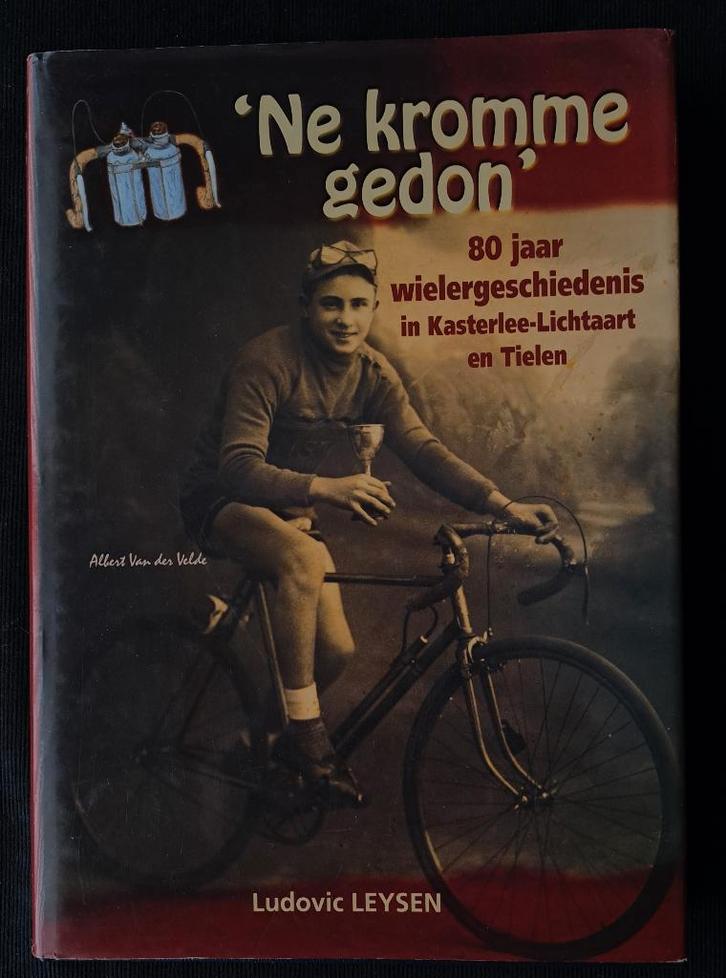 ‘Ne kromme
gedon’
80 jaar
wielergeschiedenis
in Kasterlee-Lichtaart
en Tielen
Albert Van der Velde
Ludovic LEYSEN